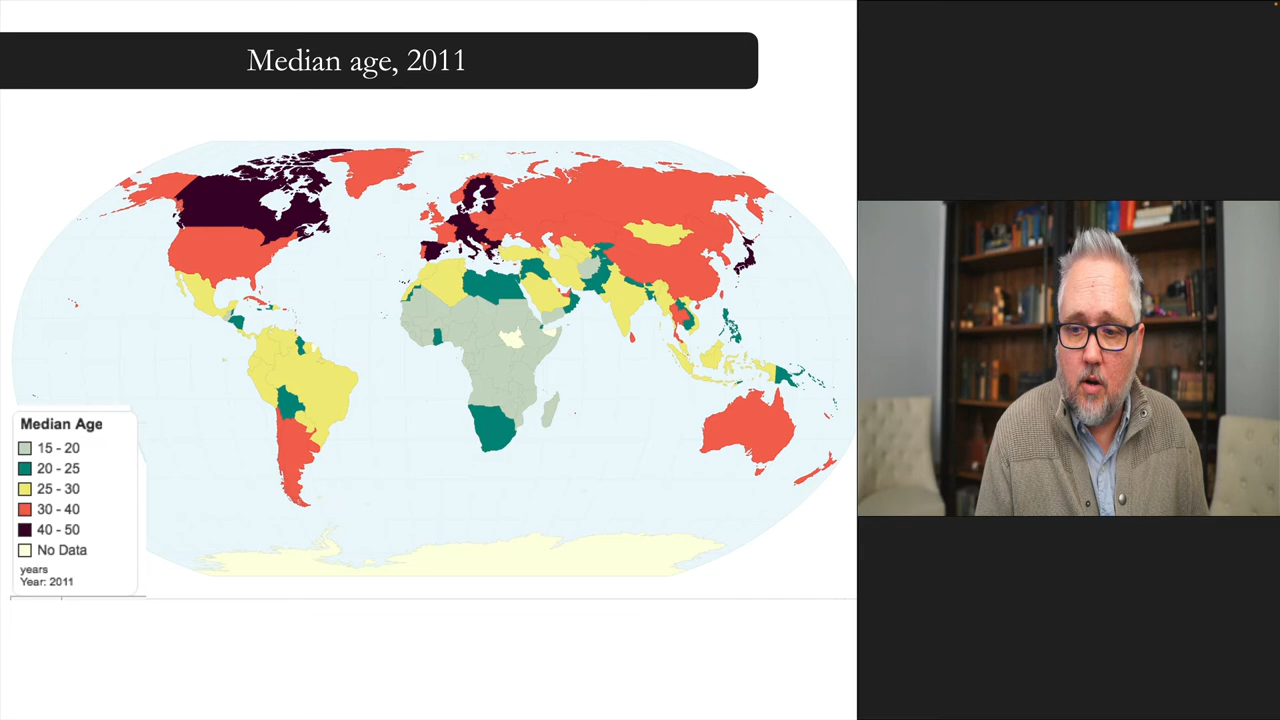 Median age, 2011
Median Age
15 - 20
20 - 25
25 - 30
30 - 40
40 - 50
No Data
years
Year: 2011